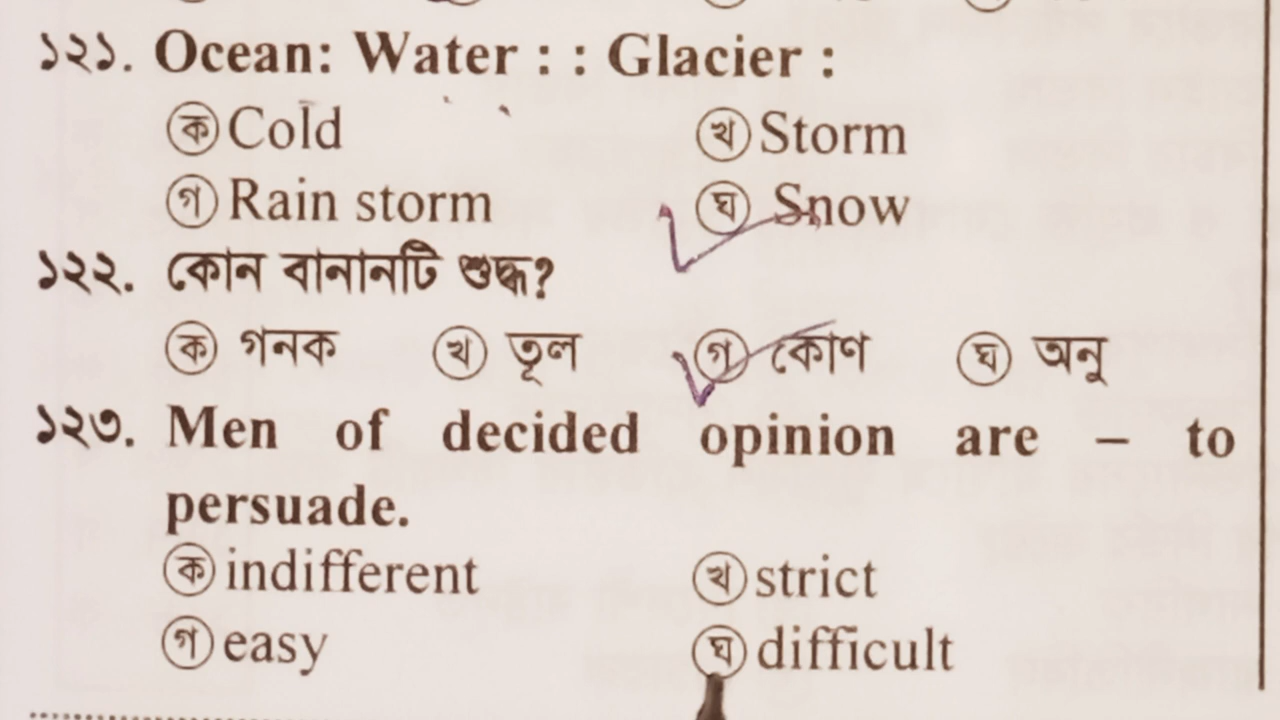 ১২১. Ocean: Water : : Glacier :
ক Cold খ Storm
গ Rain storm ঘ Snow
১২২. কোন বানানটি শুদ্ধ?
ক গনক খ তূল গ কোণ ঘ অনু
১২৩. Men of decided opinion are – to
persuade.
ক indifferent খ strict
গ easy ঘ difficult